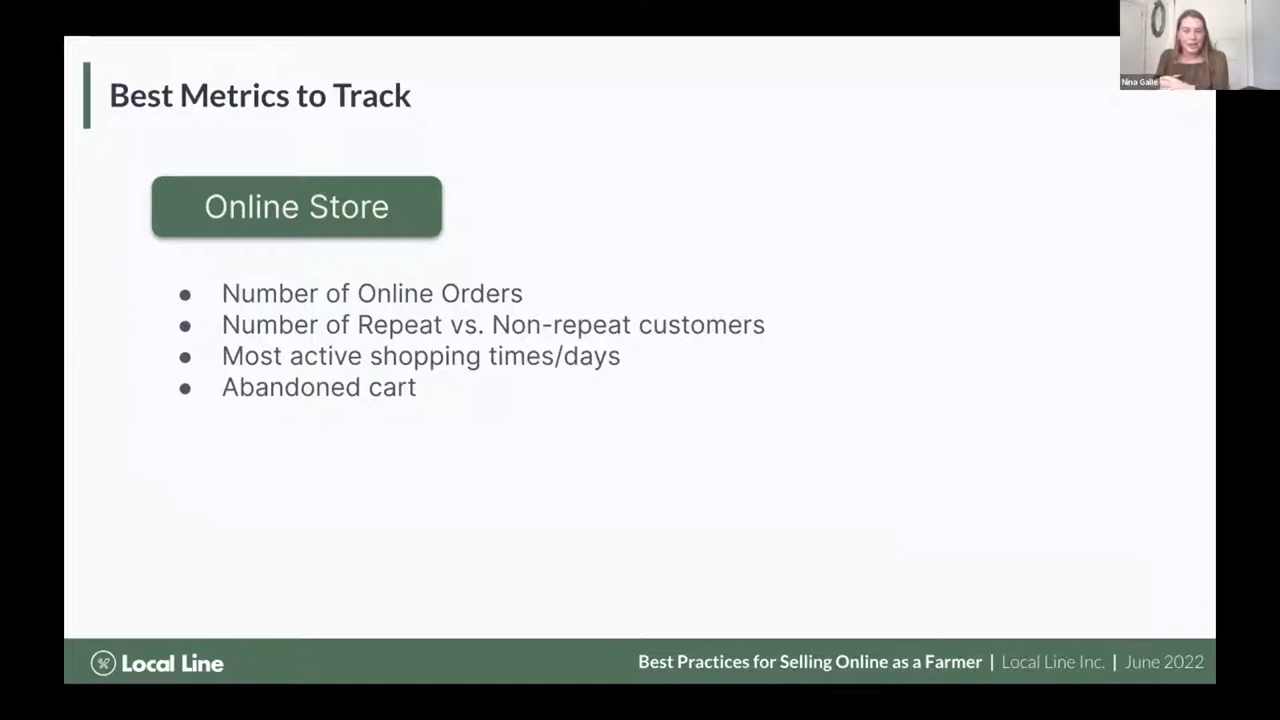 Best Metrics to Track
Nina Galle
Online Store
● Number of Online Orders
● Number of Repeat vs. Non-repeat customers
● Most active shopping times/days
● Abandoned cart
Local Line
Best Practices for Selling Online as a Farmer | Local Line Inc. | June 2022